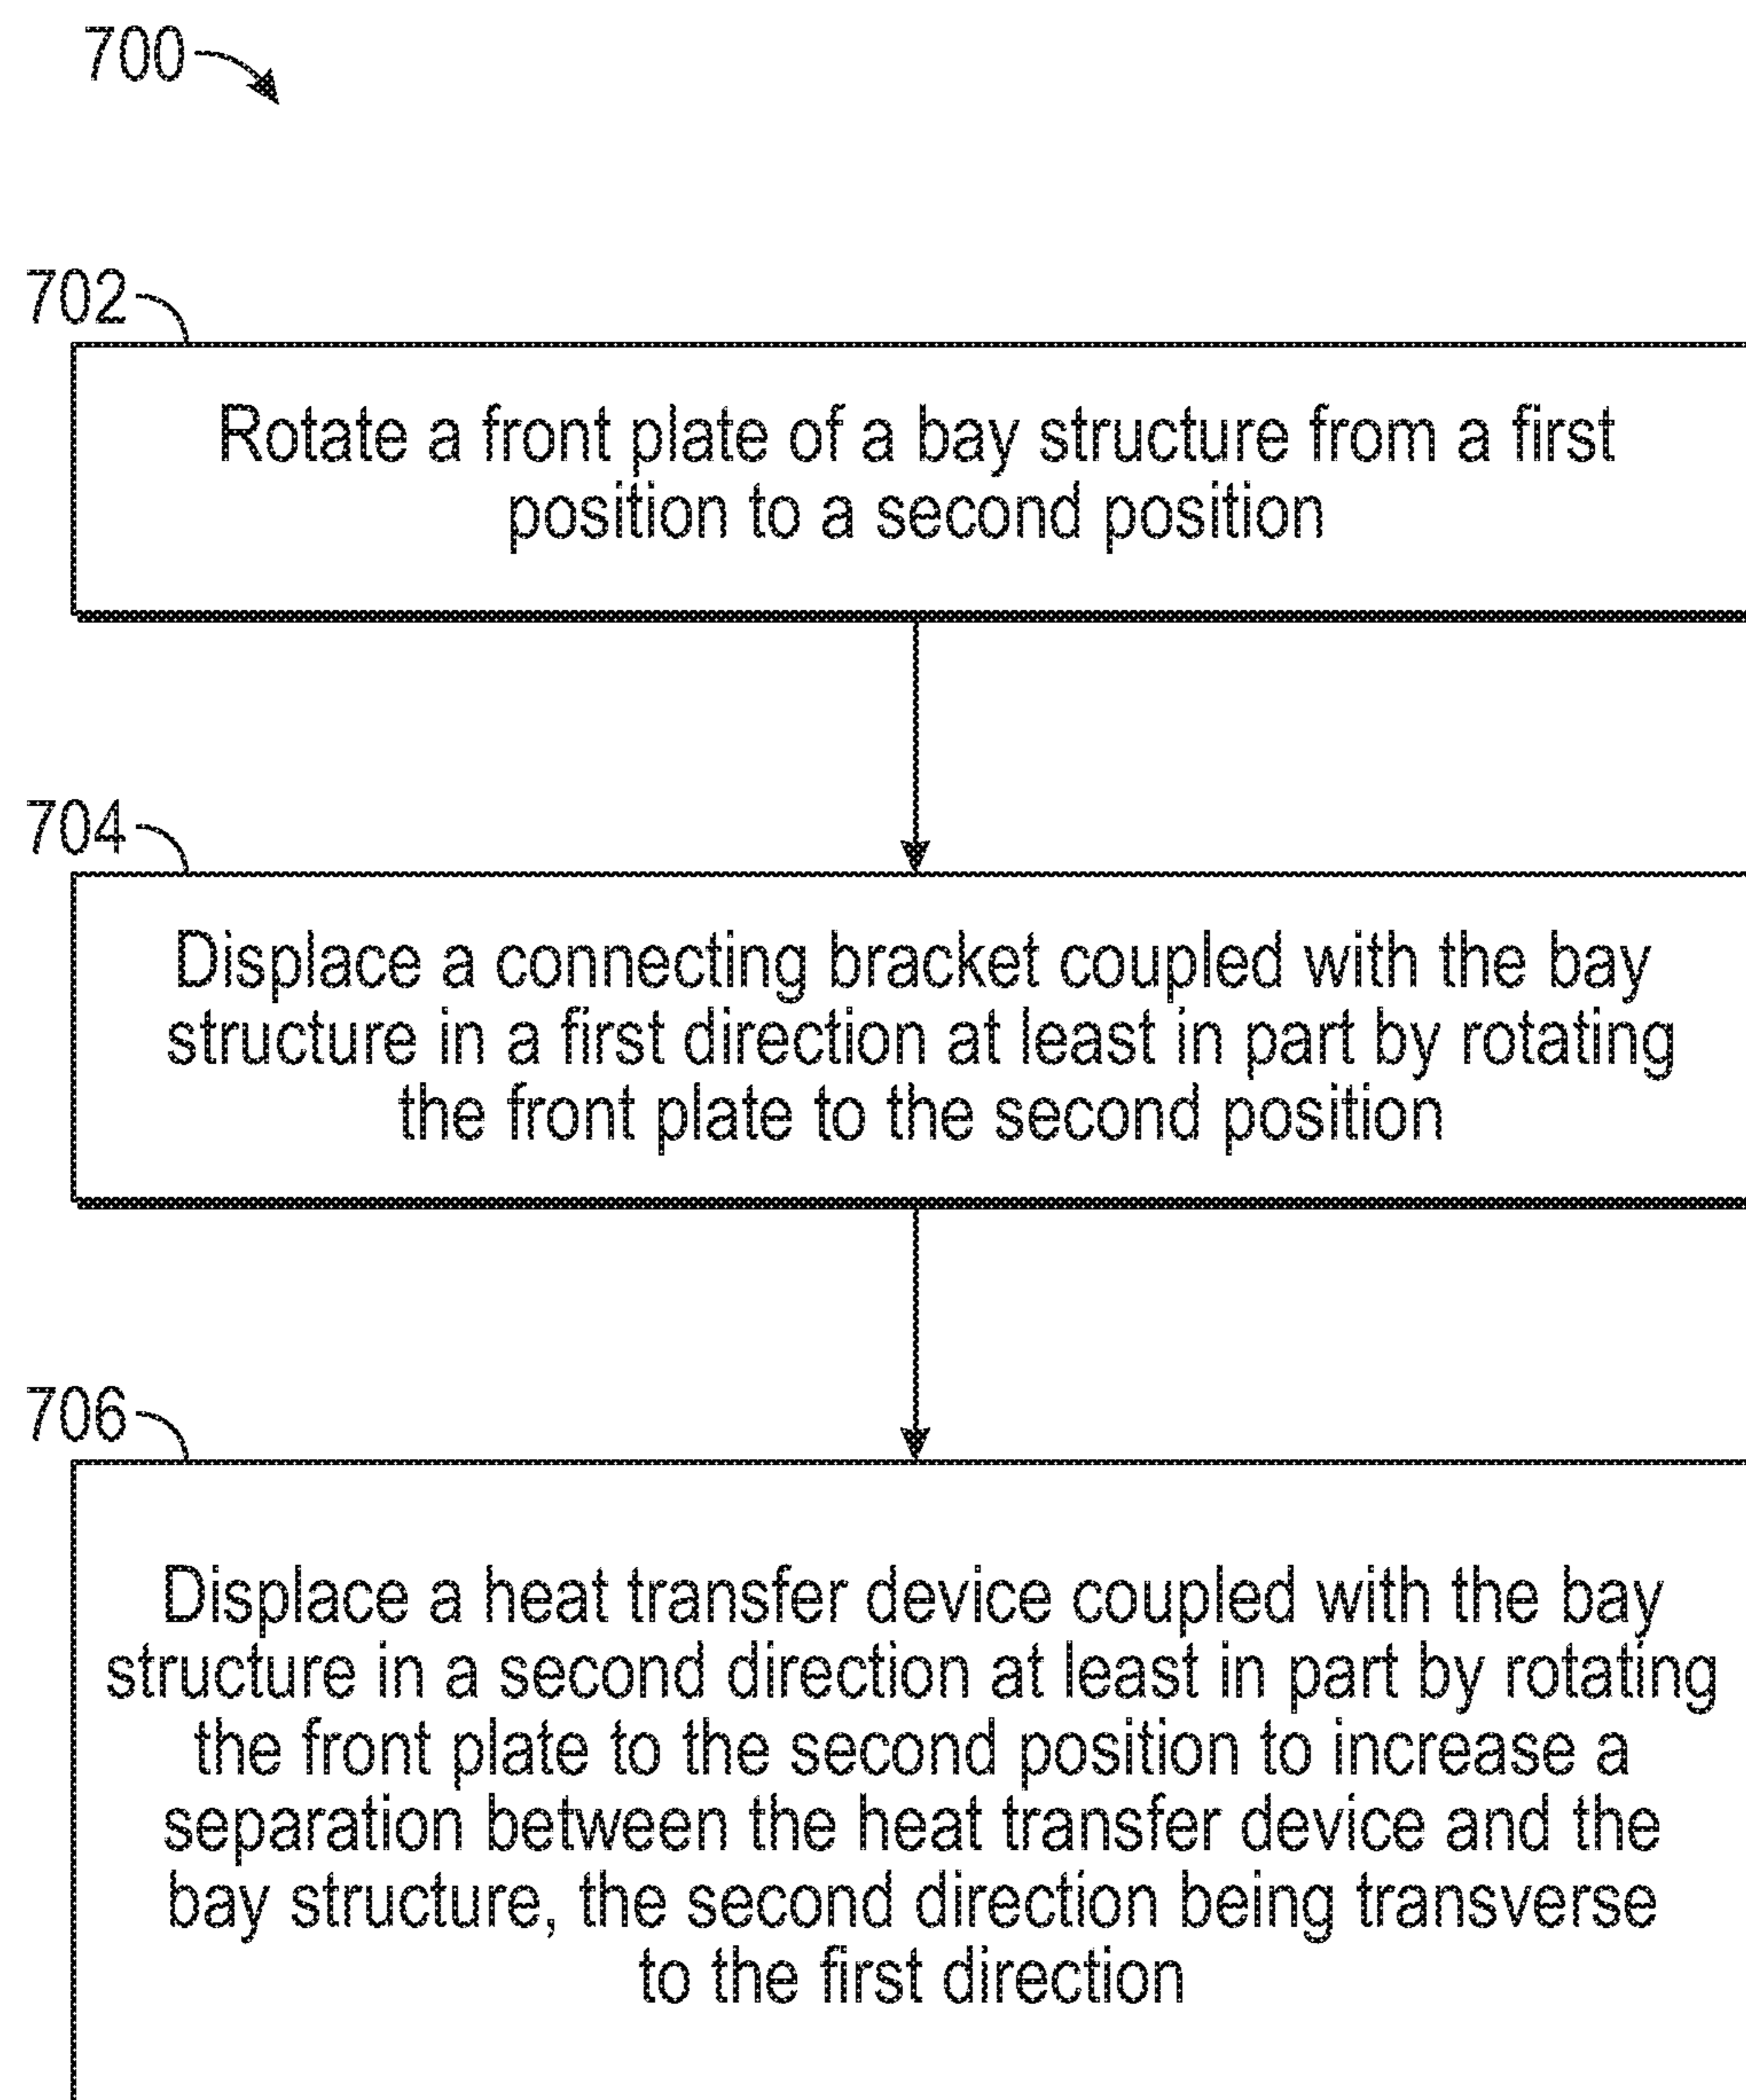 700
702
Rotate a front plate of a bay structure from a first
position to a second position
704
Displace a connecting bracket coupled with the bay
structure in a first direction at least in part by rotating
the front plate to the second position
706
Displace a heat transfer device coupled with the bay
structure in a second direction at least in part by rotating
the front plate to the second position to increase a
separation between the heat transfer device and the
bay structure, the second direction being transverse
to the first direction